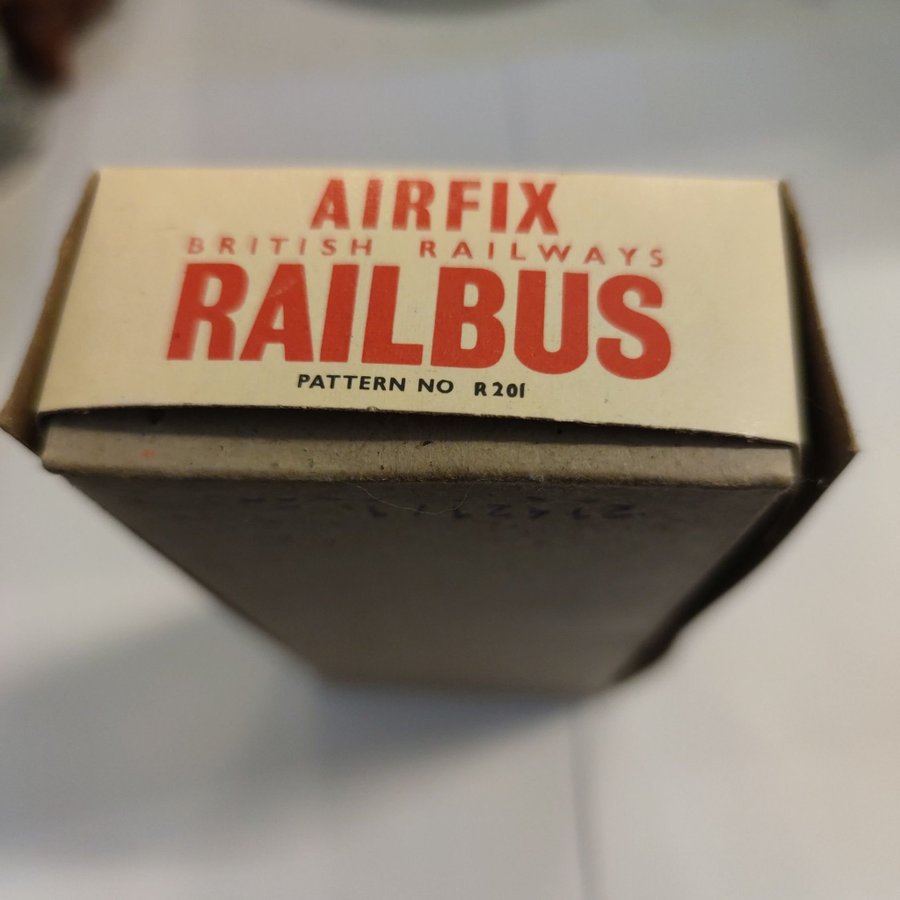 AIRFIX
BRITISH RAILWAYS
RAILBUS
PATTERN NO R201